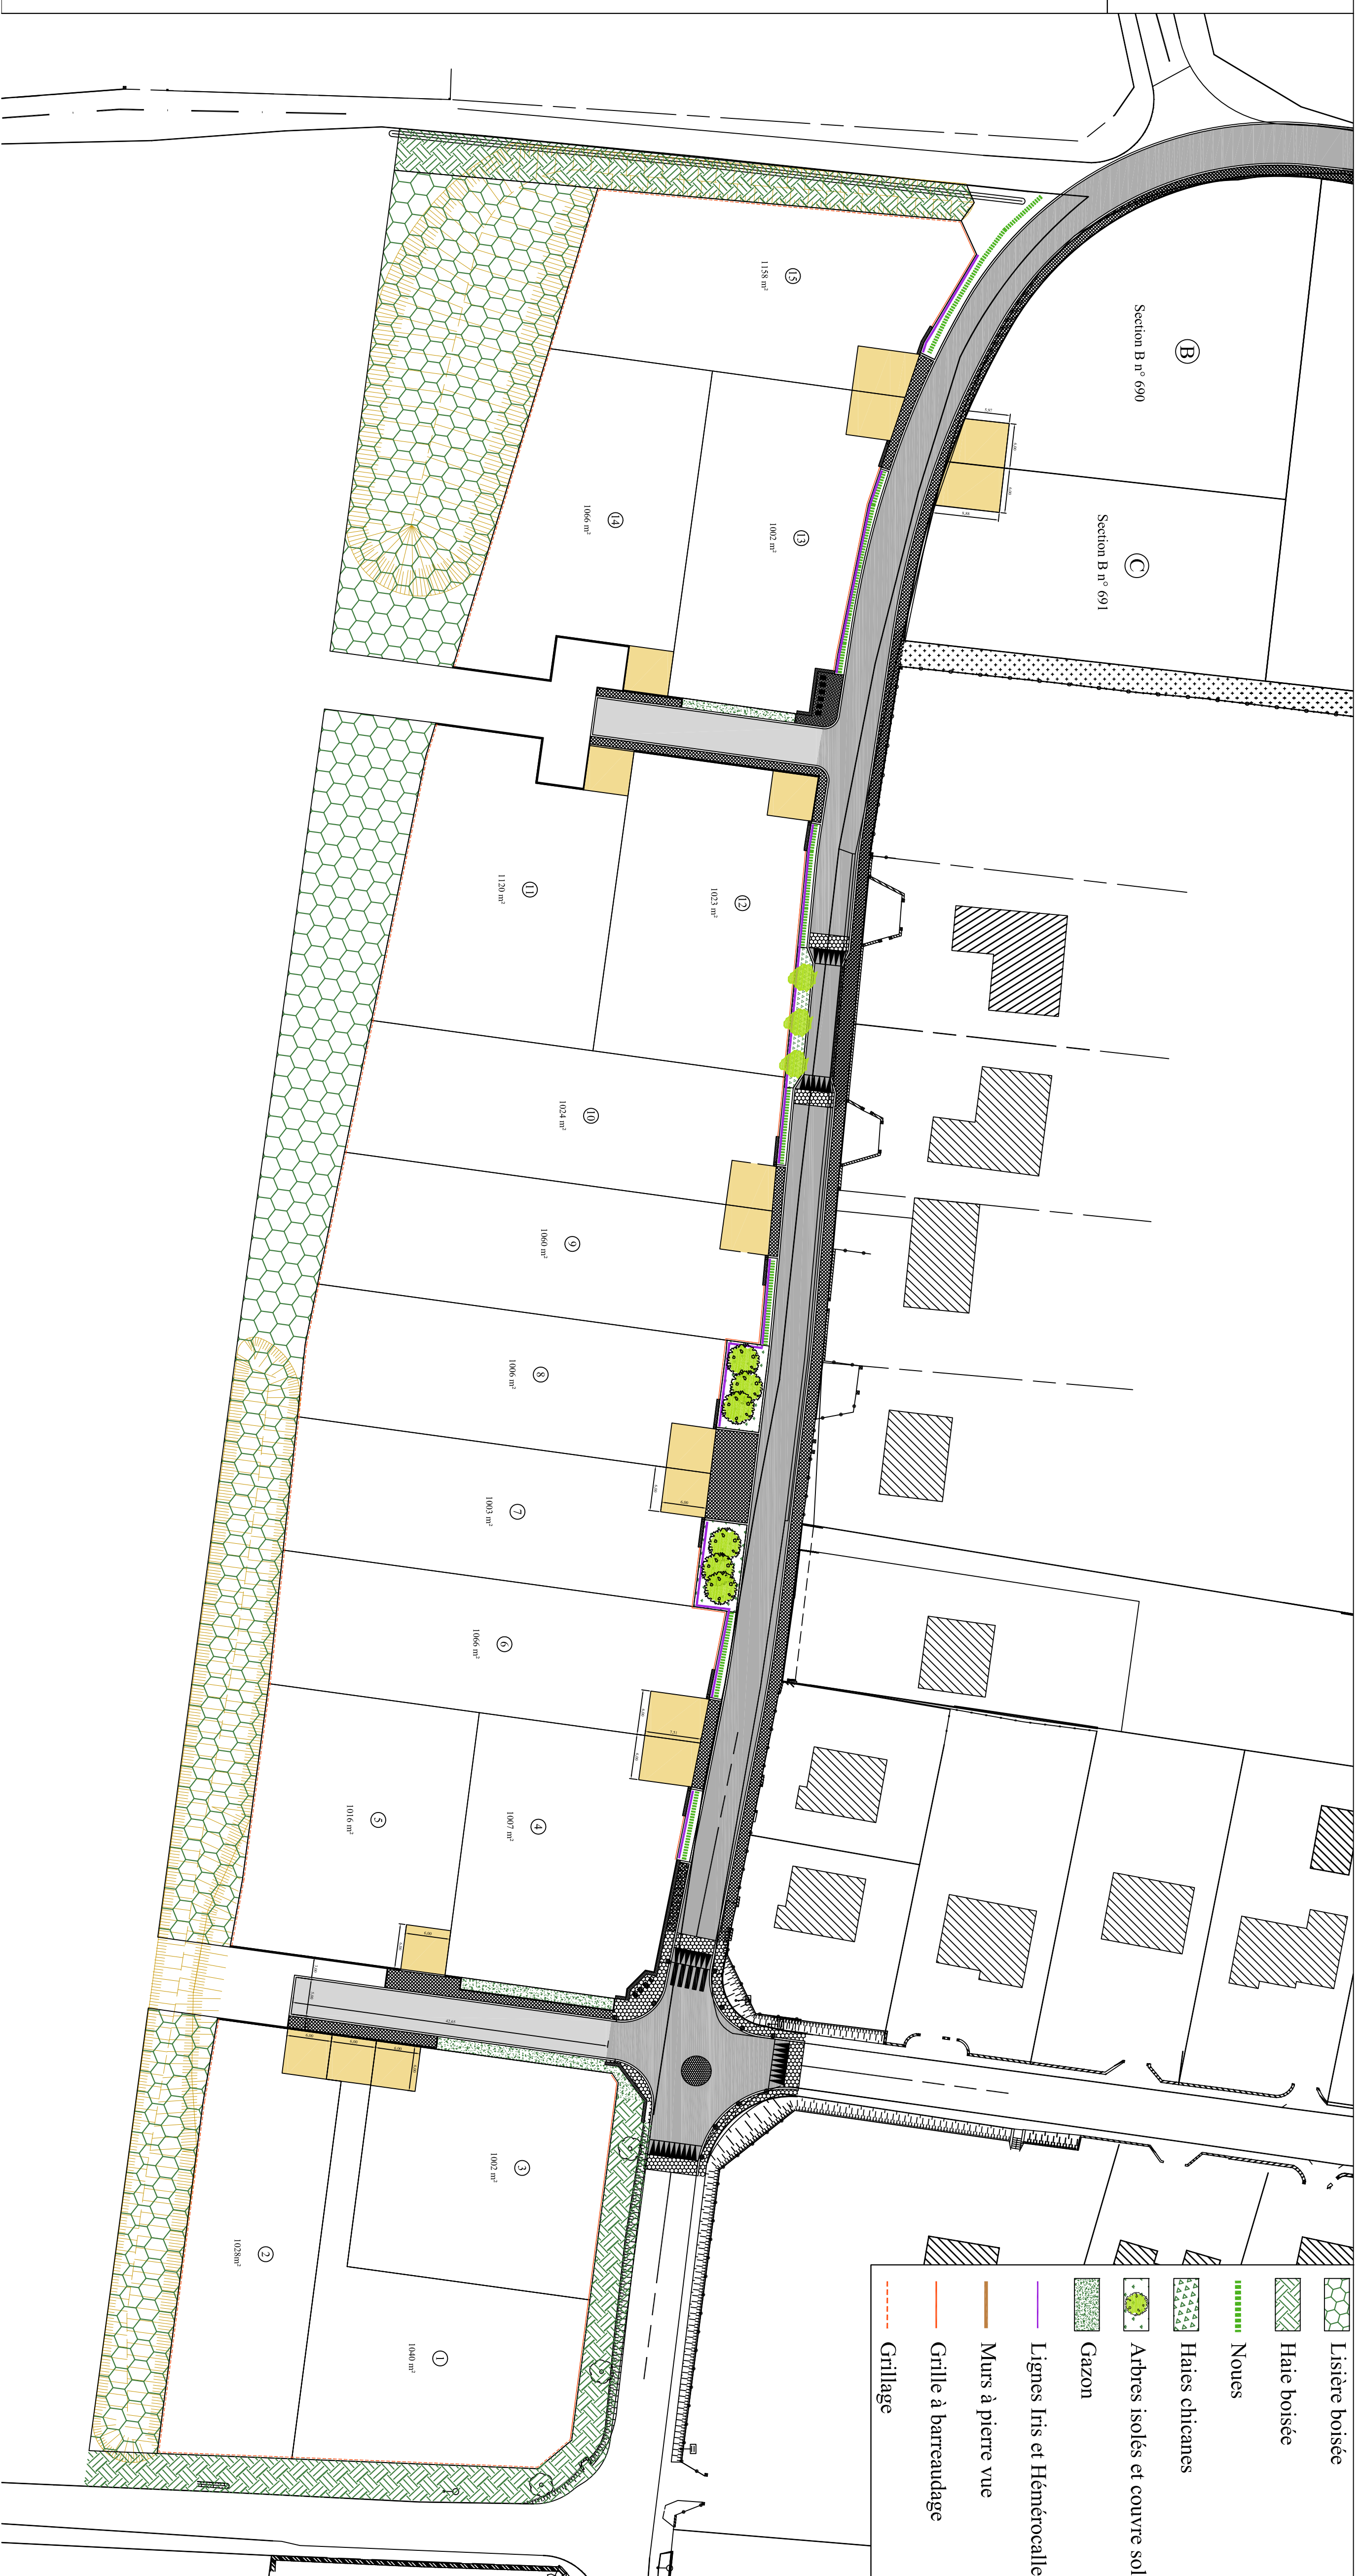 B
Section B n° 690
C
Section B n° 691
15
1158 m²
14
1066 m²
13
1002 m²
12
1023 m²
11
1120 m²
10
1024 m²
9
1060 m²
8
1006 m²
7
1003 m²
6
1066 m²
5
1016 m²
4
1007 m²
3
1002 m²
2
1028m²
1
1040 m²
Lisière boisée
Haie boisée
Noues
Haies chicanes
Arbres isolés et couvre sol
Gazon
Lignes Iris et Hémérocalle
Murs à pierre vue
Grille à barreaudage
Grillage